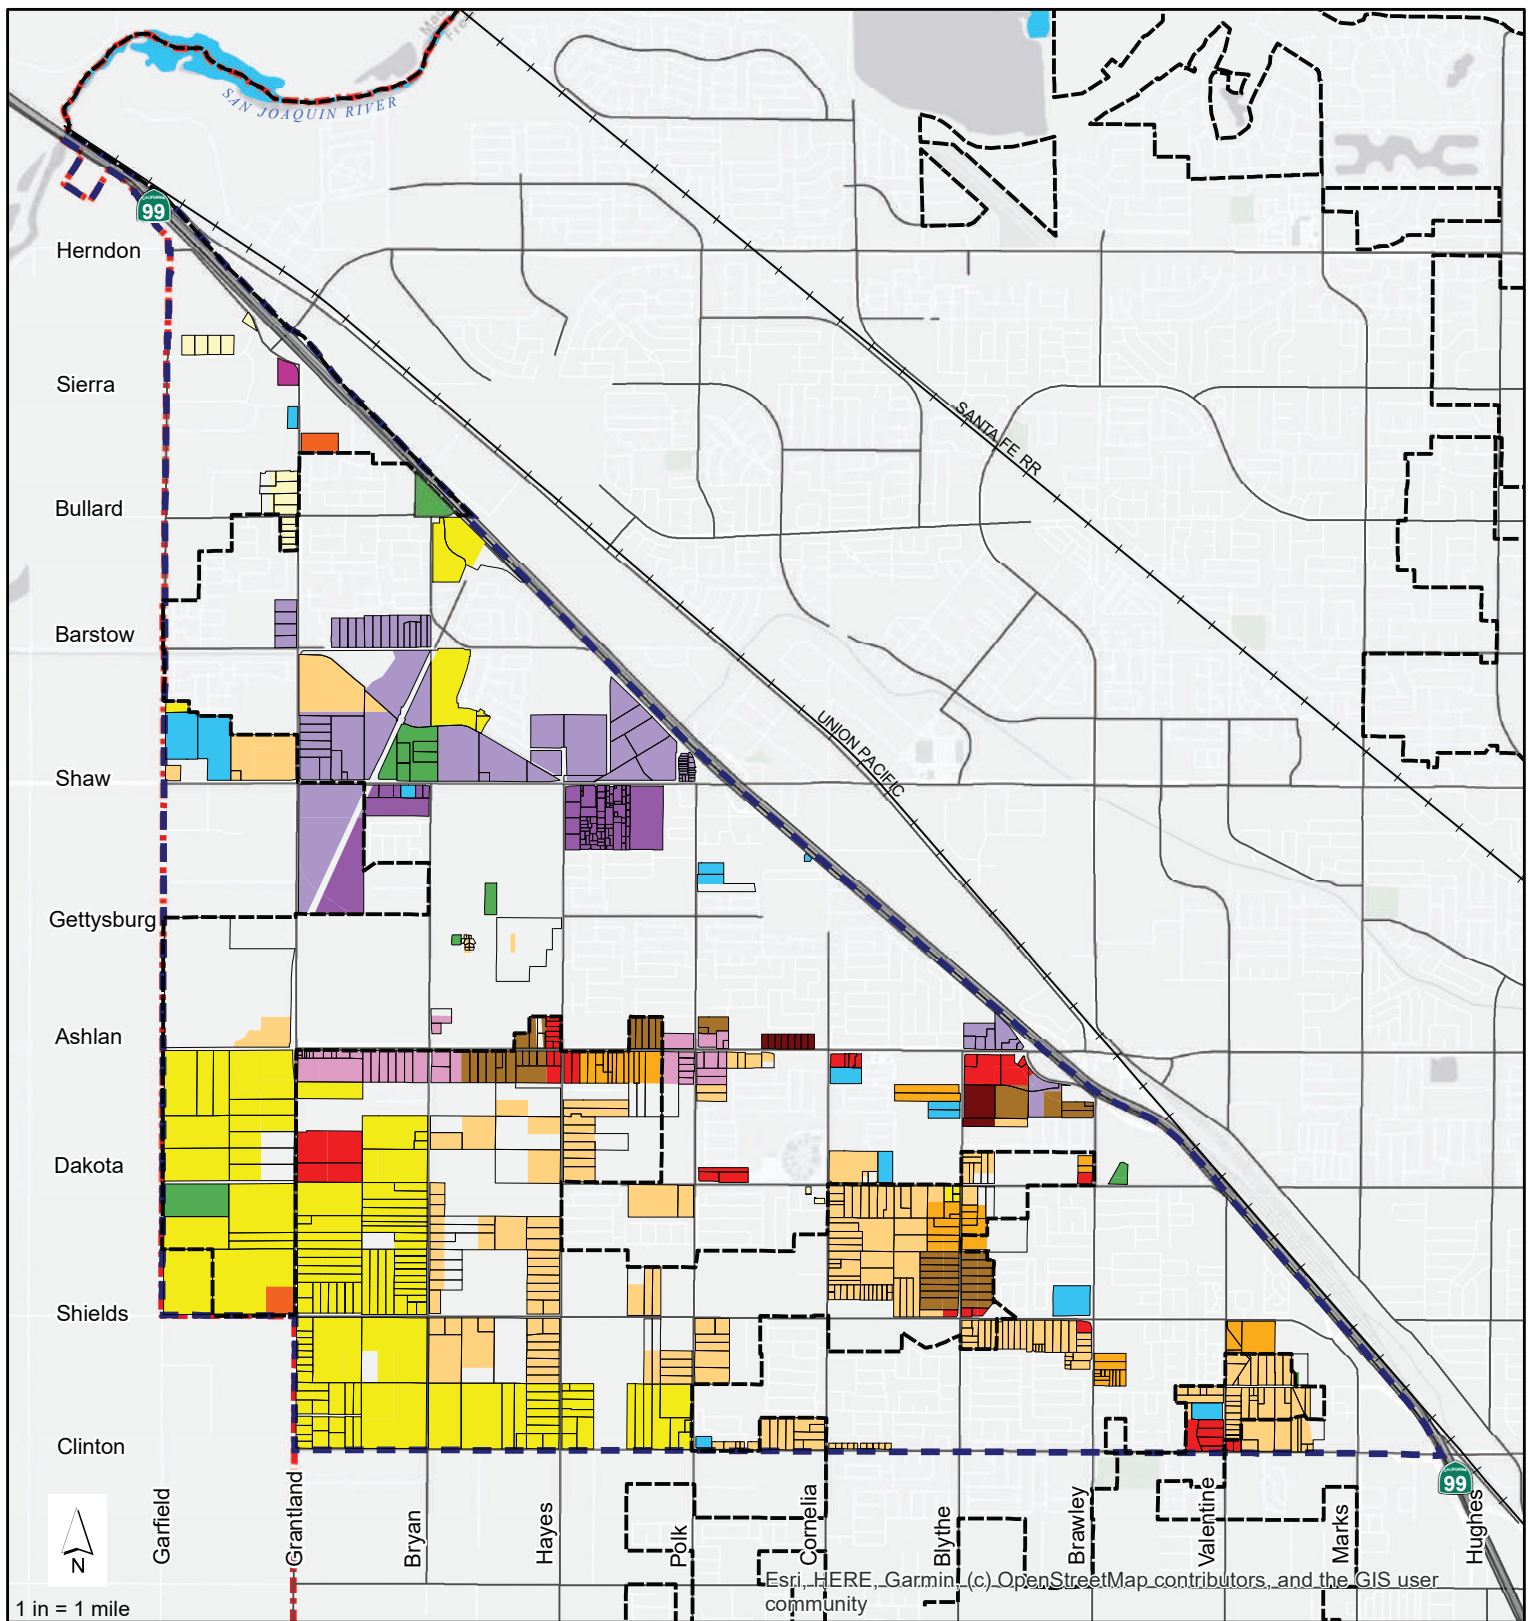 SAN JOAQUIN RIVER
CALIFORNIA
99
Herndon
Sierra
SANTA FE RR
Bullard
Barstow
UNION PACIFIC
Shaw
Gettysburg
Ashlan
Dakota
Shields
Clinton
CALIFORNIA
99
Garfield
Grantland
Bryan
Hayes
Polk
Cornelia
Blythe
Brawley
Valentine
Marks
Hughes
N
Esri, HERE, Garmin, (c) OpenStreetMap contributors, and the GIS user
community
1 in = 1 mile